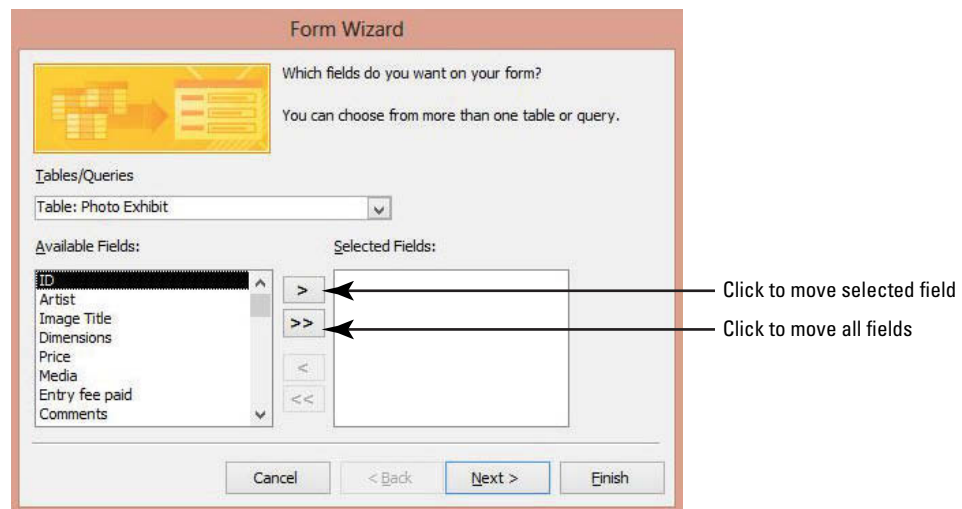 Form Wizard
Which fields do you want on your form?
You can choose from more than one table or query.
Tables/Queries
Table: Photo Exhibit
Available Fields:
Selected Fields:
ID
Artist
Image Title
Dimensions
Price
Media
Entry fee paid
Comments
>
>>
<
<<
Click to move selected field
Click to move all fields
Cancel
< Back
Next >
Finish